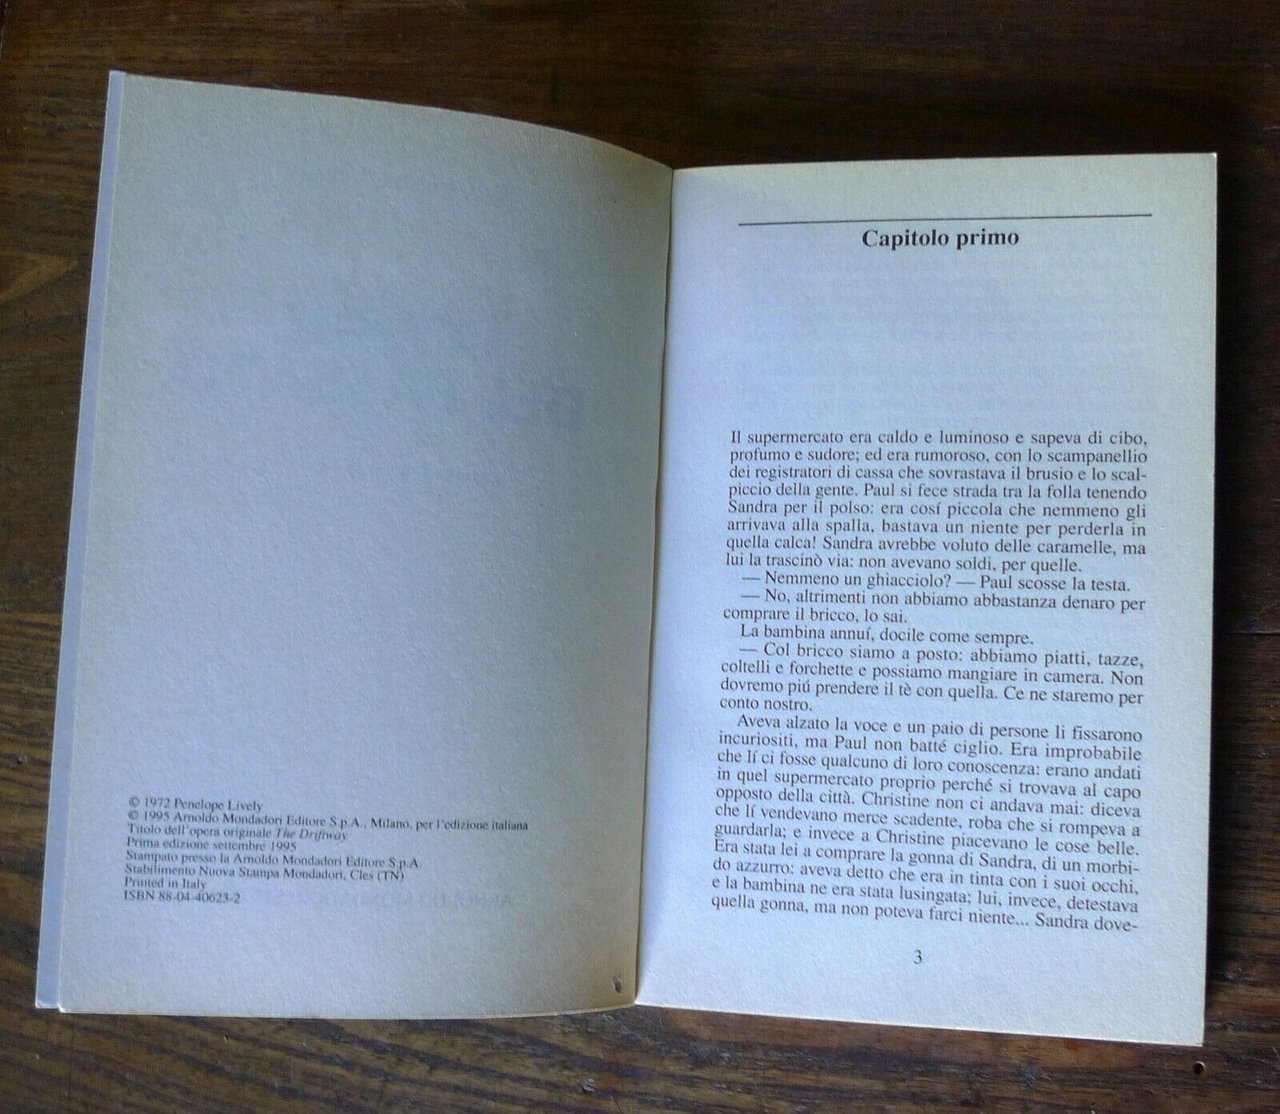 © 1972 Penelope Lively
© 1995 Arnoldo Mondadori Editore S.p.A., Milano, per l'edizione italiana
Titolo dell'opera originale The Driftway
Prima edizione settembre 1995
Stampato presso la Arnoldo Mondadori Editore S.p.A.
Stabilimento Nuova Stampa Mondadori, Cles (TN)
Printed in Italy
ISBN 88-04-40623-2
Capitolo primo
Il supermercato era caldo e luminoso e sapeva di cibo,
profumo e sudore; ed era rumoroso, con lo scampanellio
dei registratori di cassa che sovrastava il brusio e lo scal-
piccio della gente. Paul si fece strada tra la folla tenendo
Sandra per il polso: era cosí piccola che nemmeno gli
arrivava alla spalla, bastava un niente per perderla in
quella calca! Sandra avrebbe voluto delle caramelle, ma
lui la trascinò via: non avevano soldi, per quelle.
— Nemmeno un ghiacciolo? — Paul scosse la testa.
— No, altrimenti non abbiamo abbastanza denaro per
comprare il bricco, lo sai.
La bambina annuí, docile come sempre.
— Col bricco siamo a posto: abbiamo piatti, tazze,
coltelli e forchette e possiamo mangiare in camera. Non
dovremo piú prendere il tè con quella. Ce ne staremo per
conto nostro.
Aveva alzato la voce e un paio di persone li fissarono
incuriositi, ma Paul non batté ciglio. Era improbabile
che lí ci fosse qualcuno di loro conoscenza: erano andati
in quel supermercato proprio perché si trovava al capo
opposto della città. Christine non ci andava mai: diceva
che lí vendevano merce scadente, roba che si rompeva a
guardarla; e invece a Christine piacevano le cose belle.
Era stata lei a comprare la gonna di Sandra, di un morbi-
do azzurro: aveva detto che era in tinta con i suoi occhi,
e la bambina ne era stata lusingata; lui, invece, detestava
quella gonna, ma non poteva farci niente... Sandra dove-
3